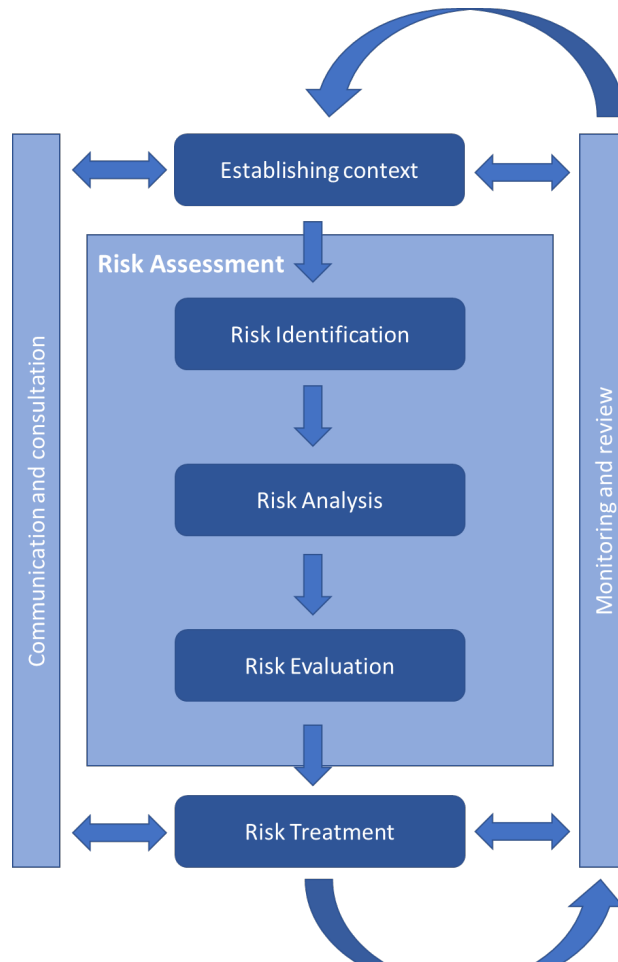 Establishing context
Risk Assessment
Risk Identification
Risk Analysis
Risk Evaluation
Risk Treatment
Communication and consultation
Monitoring and review